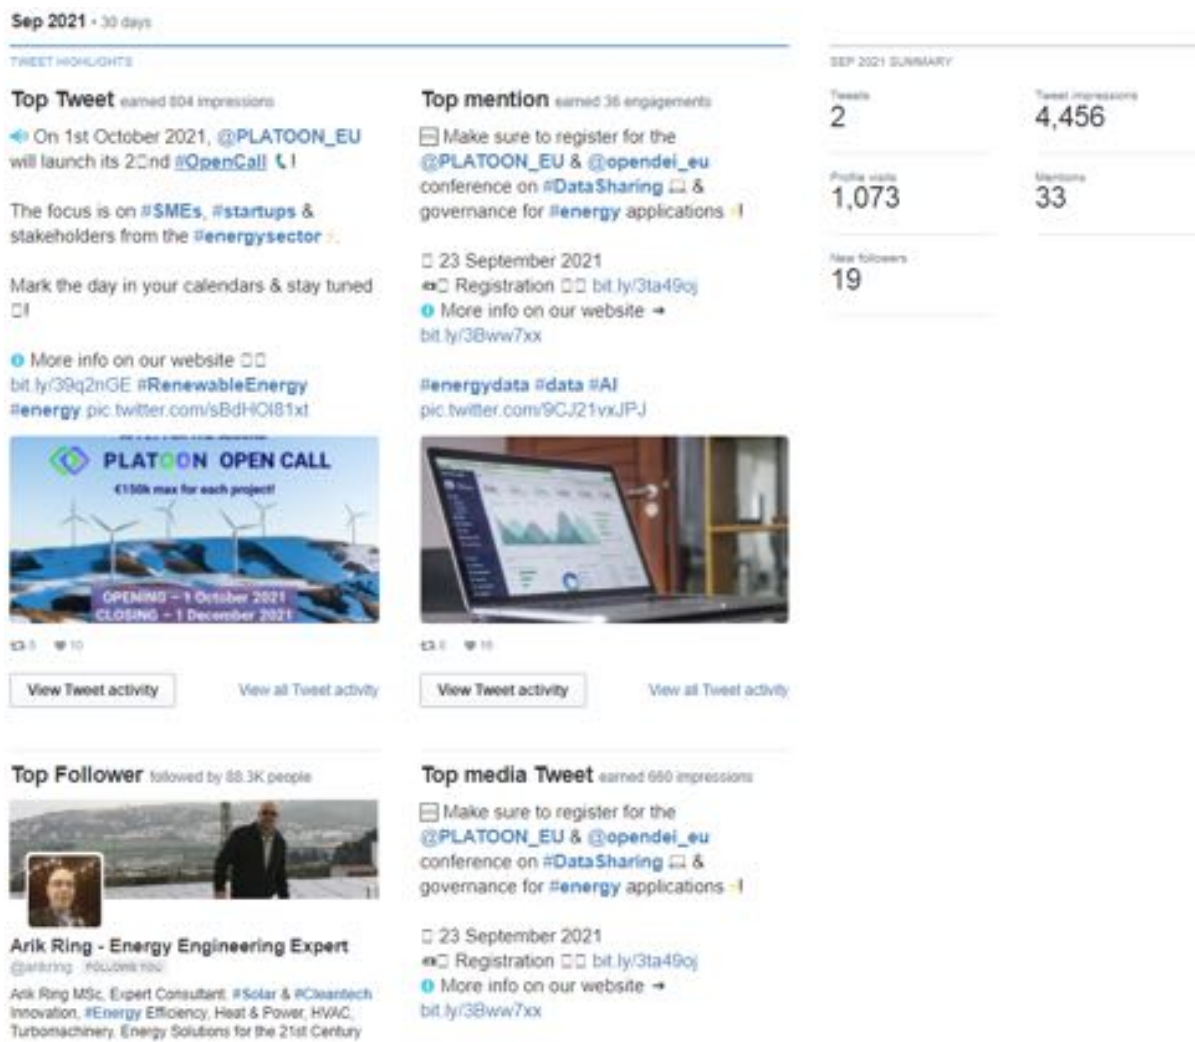 Sep 2021 • 30 days
TWEET HIGHLIGHTS
Top Tweet earned 804 impressions
On 1st October 2021, @PLATOON_EU
will launch its 2nd #OpenCall !
The focus is on #SMEs, #startups &
stakeholders from the #energysector .
Mark the day in your calendars & stay tuned
!
More info on our website
bit.ly/39q2nGE #RenewableEnergy
#energy pic.twitter.com/sBdHOI81xt
PLATOON OPEN CALL
€150k max for each project!
OPENING – 1 October 2021
CLOSING – 1 December 2021
10
View Tweet activity
View all Tweet activity
Top mention earned 36 engagements
Make sure to register for the
@PLATOON_EU & @opendei_eu
conference on #DataSharing &
governance for #energy applications !
23 September 2021
Registration bit.ly/3ta49oj
More info on our website →
bit.ly/3Bww7xx
#energydata #data #AI
pic.twitter.com/9CJ21vxJPJ
View Tweet activity
View all Tweet activity
Top Follower followed by 88.3K people
Arik Ring - Energy Engineering Expert
@arikring FOLLOWS YOU
Arik Ring MSc, Expert Consultant. #Solar & #Cleantech
Innovation, #Energy Efficiency, Heat & Power, HVAC,
Turbomachinery, Energy Solutions for the 21st Century
Top media Tweet earned 660 impressions
Make sure to register for the
@PLATOON_EU & @opendei_eu
conference on #DataSharing &
governance for #energy applications !
23 September 2021
Registration bit.ly/3ta49oj
More info on our website →
bit.ly/3Bww7xx
SEP 2021 SUMMARY
Tweets
2
Tweet impressions
4,456
Profile visits
1,073
Mentions
33
New followers
19